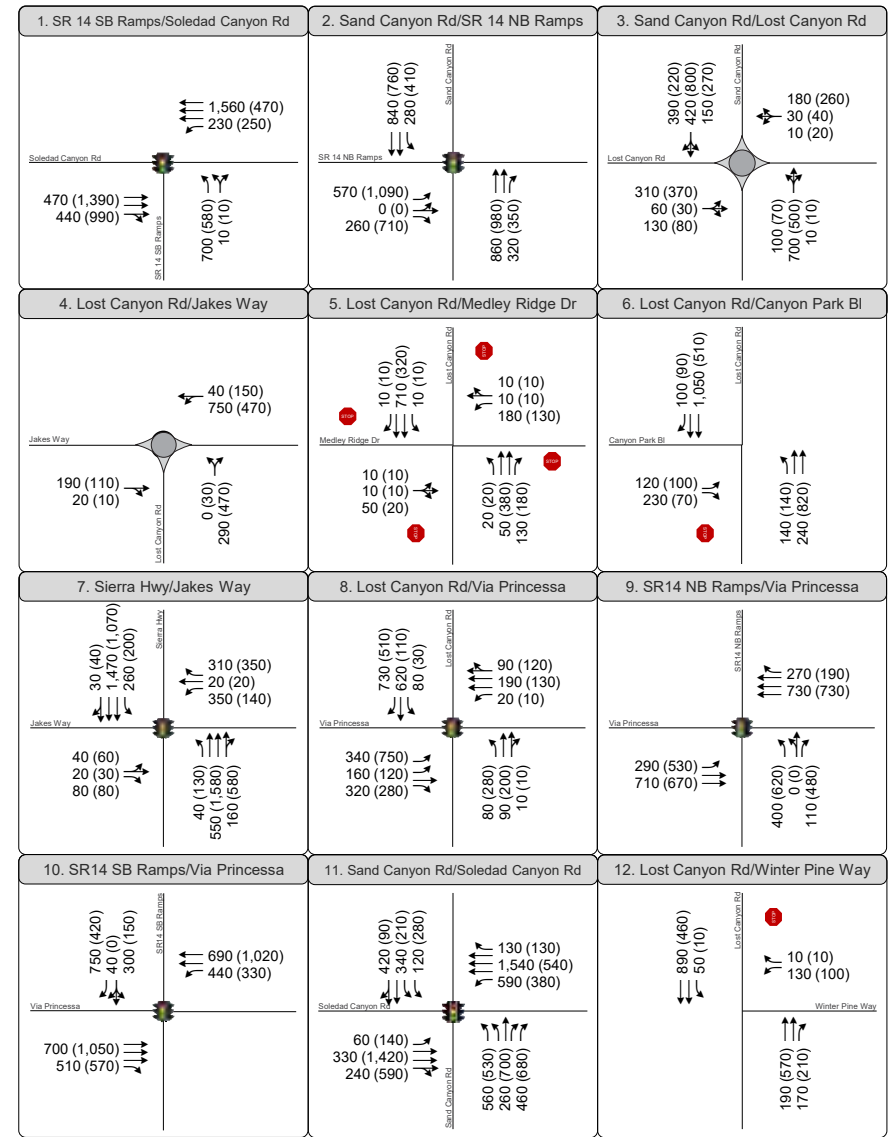 1. SR 14 SB Ramps/Soledad Canyon Rd
1,560 (470)
230 (250)
Soledad Canyon Rd
470 (1,390)
440 (990)
SR 14 SB Ramps
700 (580)
10 (10)
2. Sand Canyon Rd/SR 14 NB Ramps
840 (760)
280 (410)
Sand Canyon Rd
SR 14 NB Ramps
570 (1,090)
0 (0)
260 (710)
860 (980)
320 (350)
3. Sand Canyon Rd/Lost Canyon Rd
390 (220)
420 (800)
150 (270)
Sand Canyon Rd
180 (260)
30 (40)
10 (20)
Lost Canyon Rd
310 (370)
60 (30)
130 (80)
100 (70)
700 (500)
10 (10)
4. Lost Canyon Rd/Jakes Way
40 (150)
750 (470)
Jakes Way
190 (110)
20 (10)
Lost Canyon Rd
0 (30)
290 (470)
5. Lost Canyon Rd/Medley Ridge Dr
10 (10)
710 (320)
10 (10)
Lost Canyon Rd
STOP
10 (10)
10 (10)
180 (130)
STOP
Medley Ridge Dr
STOP
10 (10)
10 (10)
50 (20)
STOP
20 (20)
50 (380)
130 (180)
6. Lost Canyon Rd/Canyon Park Bl
100 (90)
1,050 (510)
Lost Canyon Rd
Canyon Park Bl
120 (100)
230 (70)
STOP
140 (140)
240 (820)
7. Sierra Hwy/Jakes Way
30 (40)
1,470 (1,070)
260 (200)
Sierra Hwy
310 (350)
20 (20)
350 (140)
Jakes Way
40 (60)
20 (30)
80 (80)
40 (130)
550 (1,580)
160 (580)
8. Lost Canyon Rd/Via Princessa
730 (510)
620 (110)
80 (30)
Lost Canyon Rd
90 (120)
190 (130)
20 (10)
Via Princessa
340 (750)
160 (120)
320 (280)
80 (280)
90 (200)
10 (10)
9. SR14 NB Ramps/Via Princessa
SR14 NB Ramps
270 (190)
730 (730)
Via Princessa
290 (530)
710 (670)
400 (620)
0 (0)
110 (480)
10. SR14 SB Ramps/Via Princessa
750 (420)
40 (0)
300 (150)
SR14 SB Ramps
690 (1,020)
440 (330)
Via Princessa
700 (1,050)
510 (570)
11. Sand Canyon Rd/Soledad Canyon Rd
420 (90)
340 (210)
120 (280)
130 (130)
1,540 (540)
590 (380)
Soledad Canyon Rd
60 (140)
330 (1,420)
240 (590)
Sand Canyon Rd
560 (530)
260 (700)
460 (680)
12. Lost Canyon Rd/Winter Pine Way
890 (460)
50 (10)
Lost Canyon Rd
STOP
10 (10)
130 (100)
Winter Pine Way
190 (570)
170 (210)